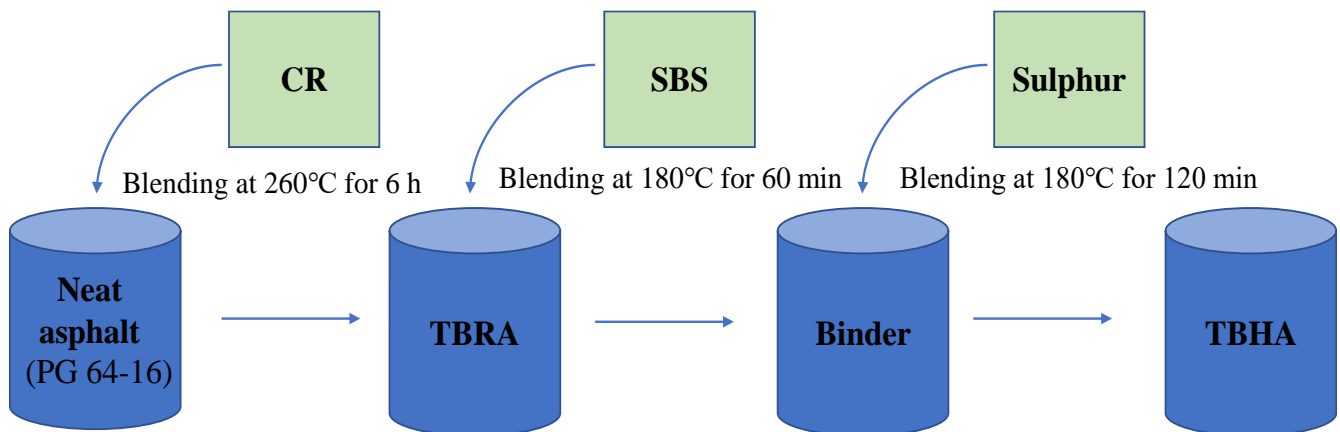 CR
SBS
Sulphur
Blending at 260℃ for 6 h
Blending at 180℃ for 60 min
Blending at 180℃ for 120 min
Neat
asphalt
(PG 64-16)
TBRA
Binder
TBHA